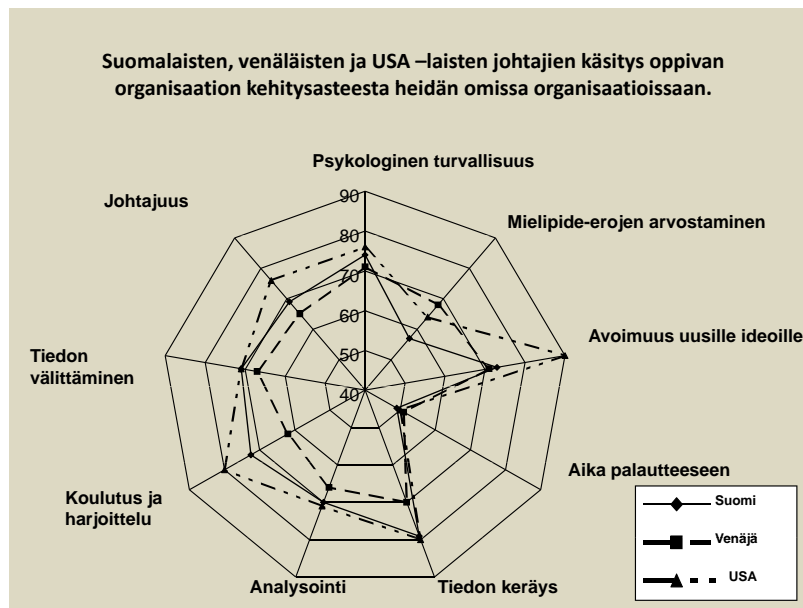 Suomalaisten, venäläisten ja USA –laisten johtajien käsitys oppivan
organisaation kehitysasteesta heidän omissa organisaatioissaan.
Psykologinen turvallisuus
Johtajuus
Mielipide-erojen arvostaminen
90
80
70
60
50
40
Avoimuus uusille ideoille
Tiedon
välittäminen
Aika palautteeseen
Koulutus ja
harjoittelu
Analysointi
Tiedon keräys
Suomi
Venäjä
USA